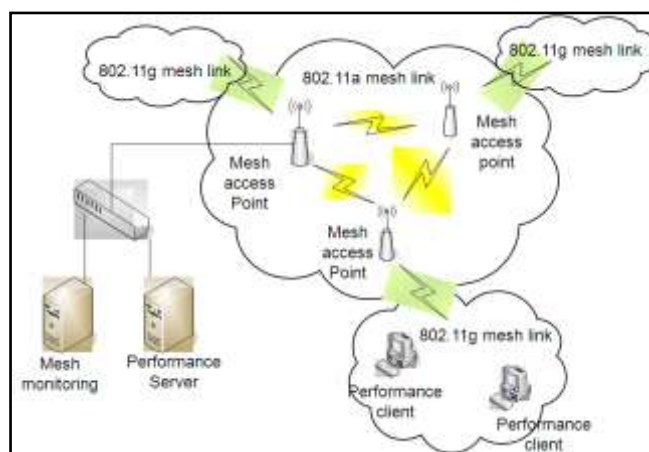 802.11g mesh link
802.11g mesh link
802.11a mesh link
Mesh
access
Point
Mesh
access
point
Mesh
access
Point
802.11g mesh link
Mesh
monitoring
Performance
Server
Performance
client
Performance
client